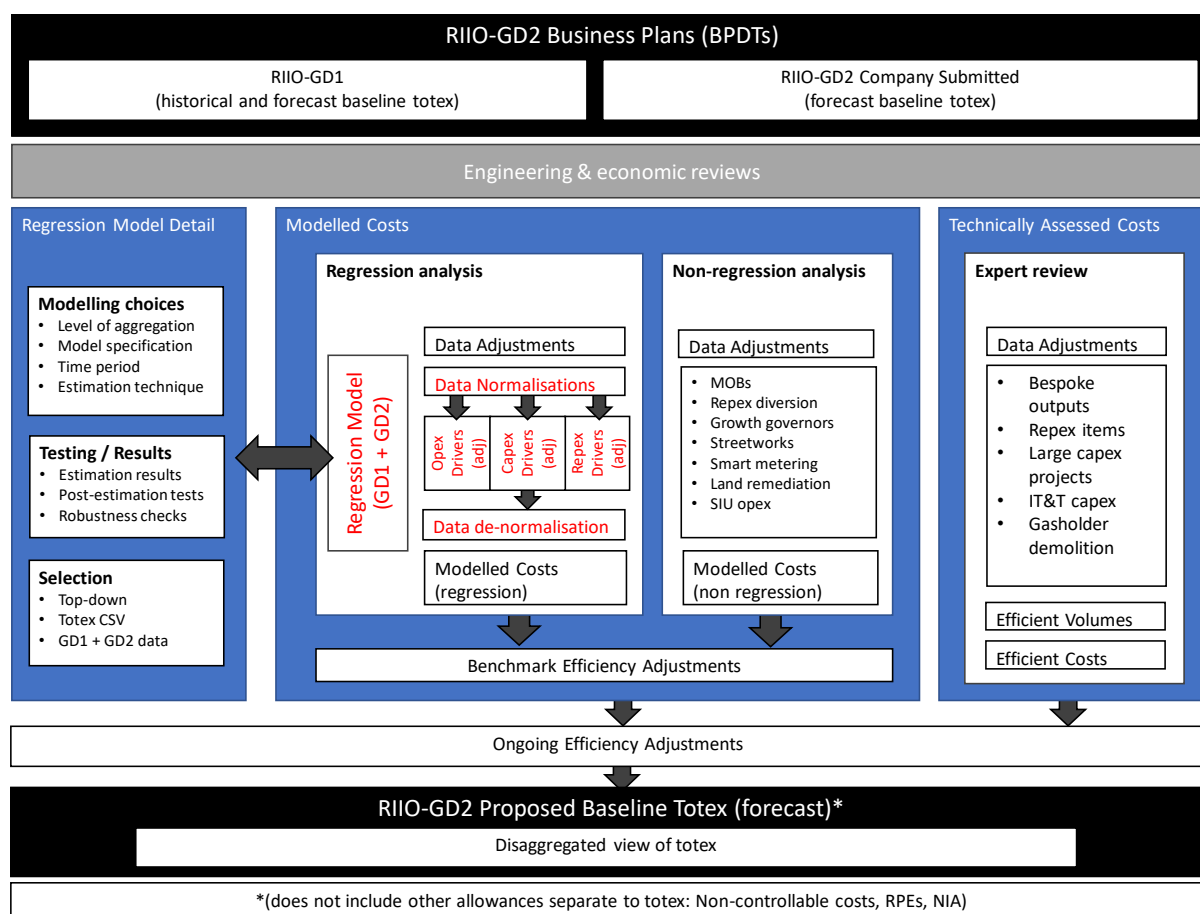 RIIO-GD2 Business Plans (BPDTs)
RIIO-GD1
(historical and forecast baseline totex)
RIIO-GD2 Company Submitted
(forecast baseline totex)
Engineering & economic reviews
Regression Model Detail
Modelling choices
• Level of aggregation
• Model specification
• Time period
• Estimation technique
Testing / Results
• Estimation results
• Post-estimation tests
• Robustness checks
Selection
• Top-down
• Totex CSV
• GD1 + GD2 data
Modelled Costs
Regression analysis
Regression Model
(GD1 + GD2)
Data Adjustments
Data Normalisations
Opex
Drivers
(adj)
Capex
Drivers
(adj)
Repex
Drivers
(adj)
Data de-normalisation
Modelled Costs
(regression)
Non-regression analysis
Data Adjustments
• MOBs
• Repex diversion
• Growth governors
• Streetworks
• Smart metering
• Land remediation
• SIU opex
Modelled Costs
(non regression)
Benchmark Efficiency Adjustments
Technically Assessed Costs
Expert review
Data Adjustments
• Bespoke
outputs
• Repex items
• Large capex
projects
• IT&T capex
• Gasholder
demolition
Efficient Volumes
Efficient Costs
Ongoing Efficiency Adjustments
RIIO-GD2 Proposed Baseline Totex (forecast)*
Disaggregated view of totex
*(does not include other allowances separate to totex: Non-controllable costs, RPEs, NIA)